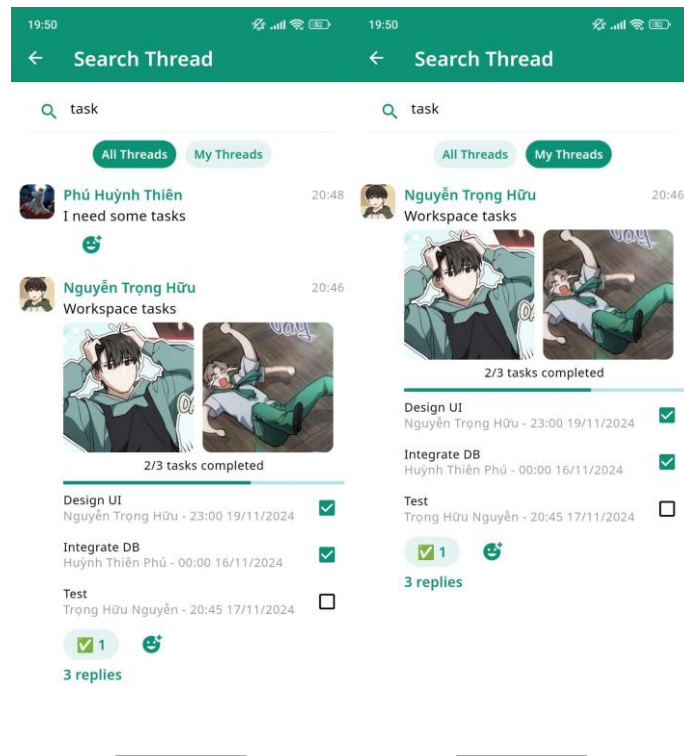 19:50
82
Search Thread
task
All Threads
My Threads
Phú Huỳnh Thiên
20:48
I need some tasks
Nguyễn Trọng Hữu
20:46
Workspace tasks
2/3 tasks completed
Design UI
Nguyễn Trọng Hữu - 23:00 19/11/2024
Integrate DB
Huỳnh Thiên Phú - 00:00 16/11/2024
Test
Trọng Hữu Nguyễn - 20:45 17/11/2024
✅ 1
3 replies
19:50
82
Search Thread
task
All Threads
My Threads
Nguyễn Trọng Hữu
20:46
Workspace tasks
2/3 tasks completed
Design UI
Nguyễn Trọng Hữu - 23:00 19/11/2024
Integrate DB
Huỳnh Thiên Phú - 00:00 16/11/2024
Test
Trọng Hữu Nguyễn - 20:45 17/11/2024
✅ 1
3 replies